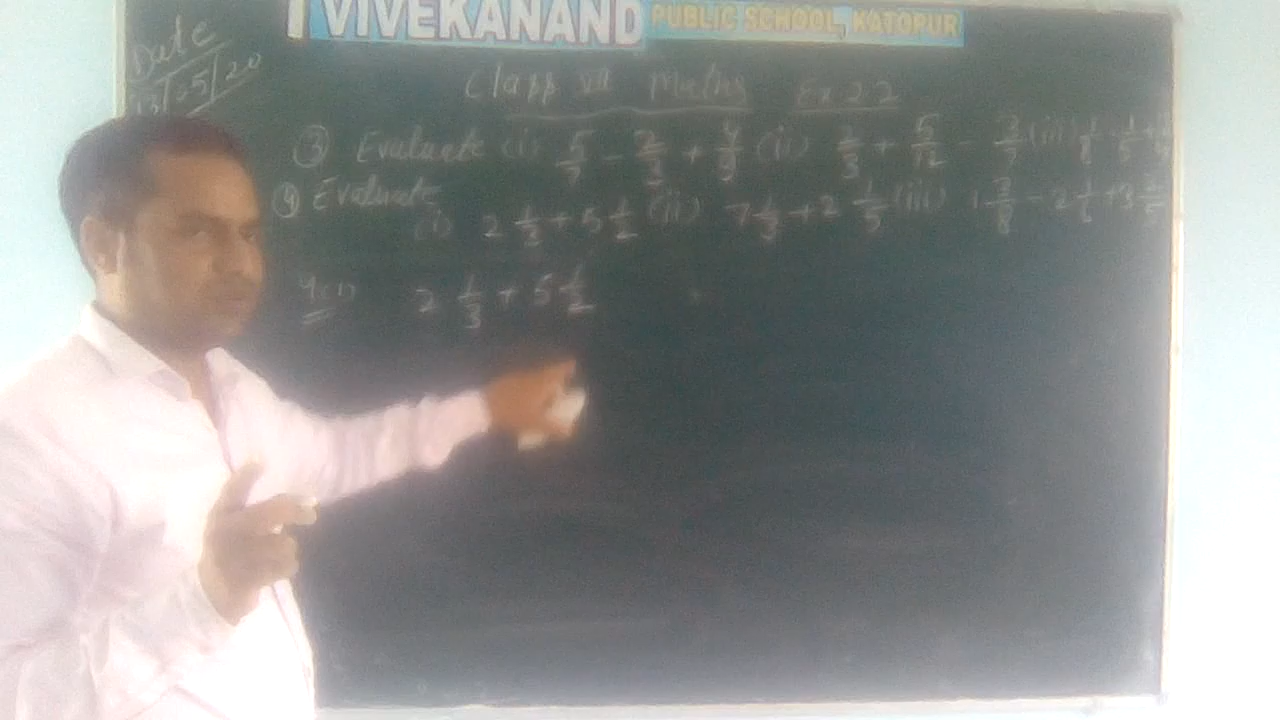 VIVEKANAND PUBLIC SCHOOL, KATOPUR
Date
13/05/20
Class VII Maths Ex 2.2
③ Evaluate (i) 5/7 - 2/3 + 4/9 (ii) 2/3 + 5/12 - 3/7 (iii)
④ Evaluate
(i) 2 1/2 + 5 1/2 (ii) 7 1/3 + 2 1/5 (iii) 1 3/8 - 2 1/6 + 3
4(i) 2 1/3 + 5 1/2